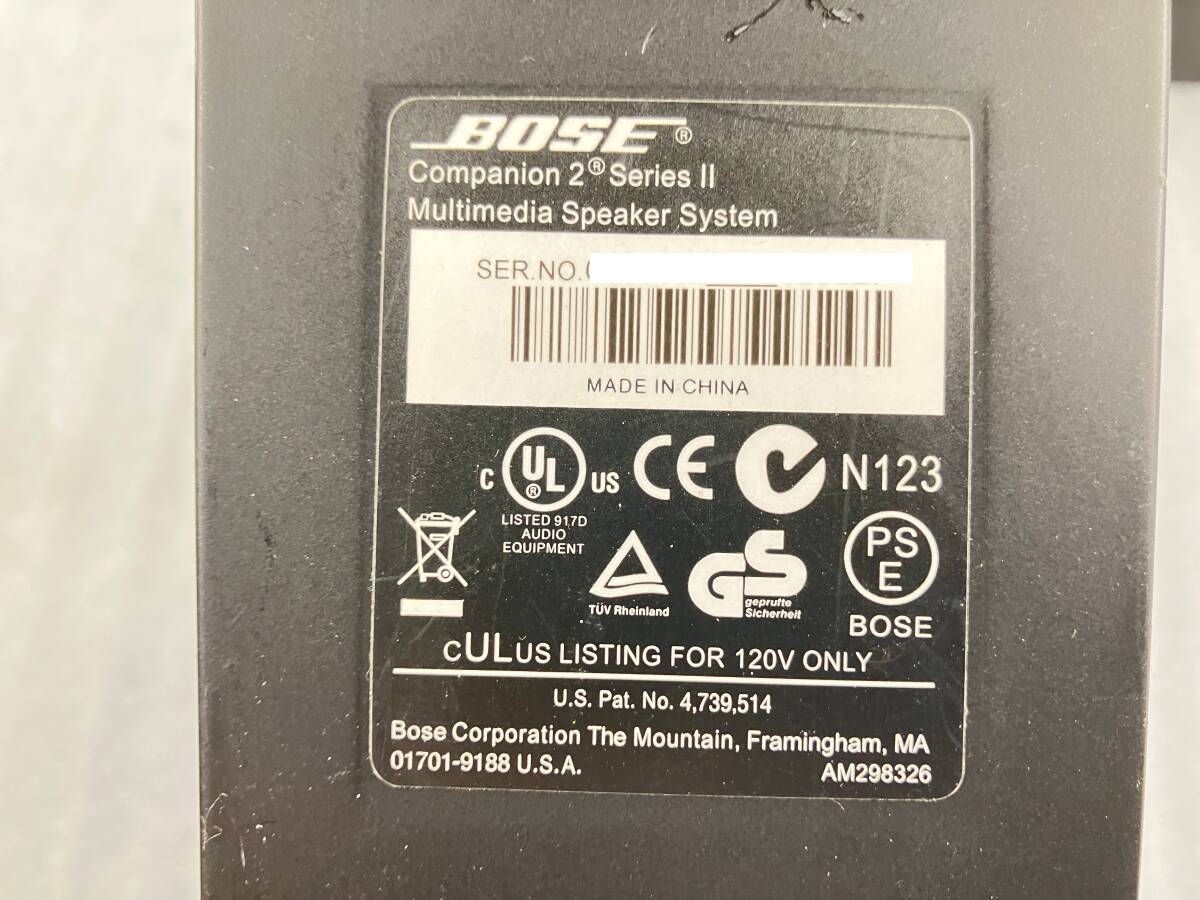 BOSE ®
Companion 2® Series II
Multimedia Speaker System
SER.NO.
MADE IN CHINA
C UL ® US
LISTED 917D
AUDIO
EQUIPMENT
CE
N123
TÜV Rheinland
GS
geprüfte
Sicherheit
PS
E
BOSE
cULUS LISTING FOR 120V ONLY
U.S. Pat. No. 4,739,514
Bose Corporation The Mountain, Framingham, MA
01701-9188 U.S.A.
AM298326